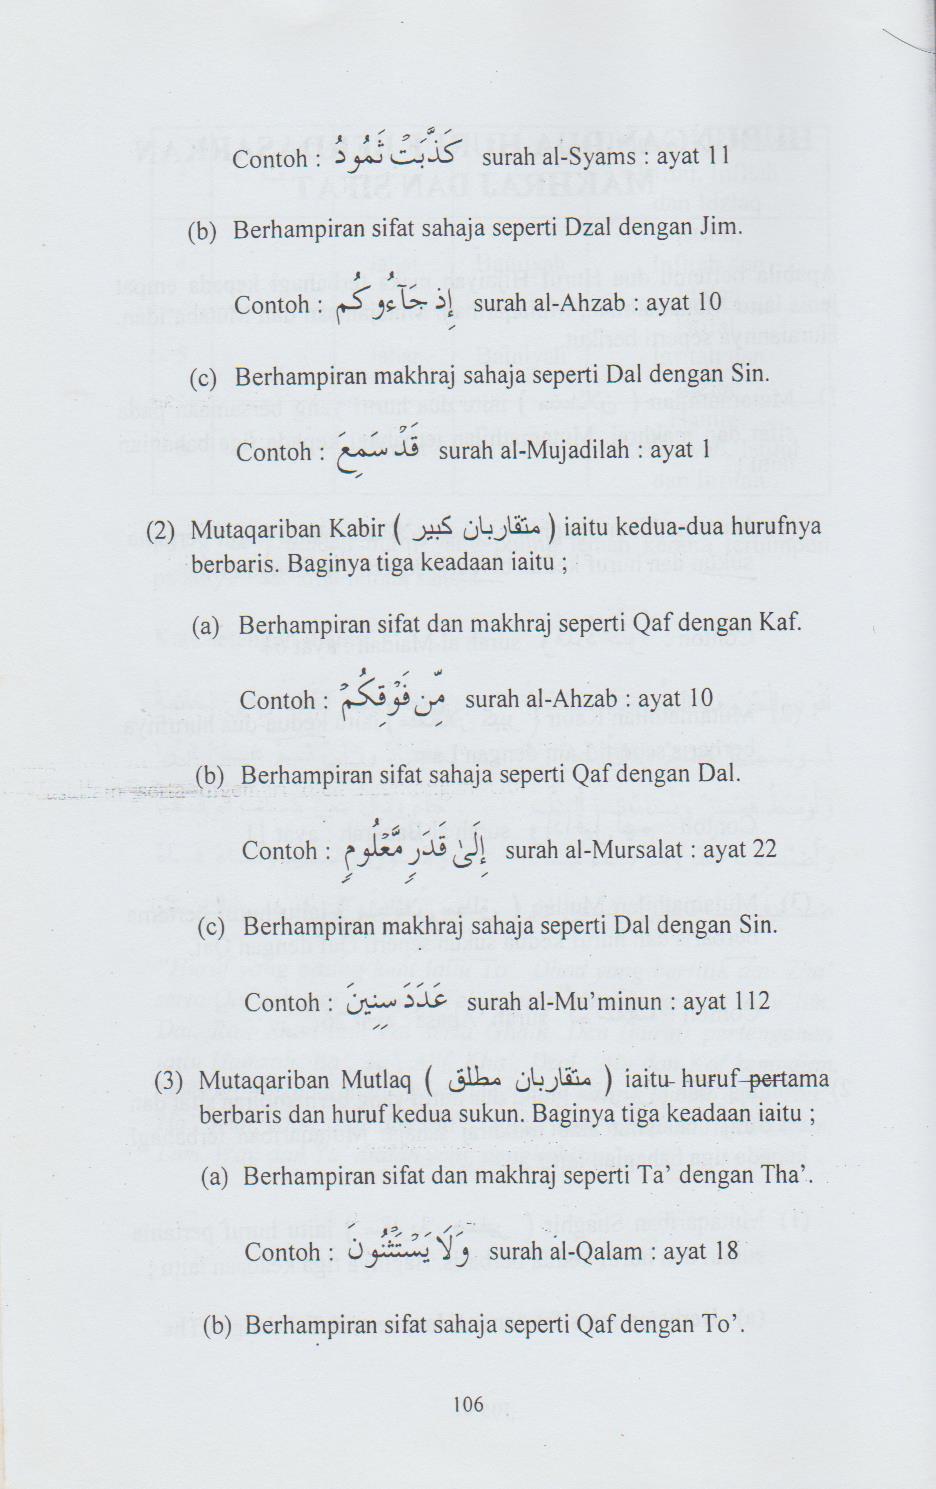 Contoh : كَذَّبَتْ ثَمُودُ surah al-Syams : ayat 11
(b) Berhampiran sifat sahaja seperti Dzal dengan Jim.
Contoh : إِذ جَآءُوكُم surah al-Ahzab : ayat 10
(c) Berhampiran makhraj sahaja seperti Dal dengan Sin.
Contoh : قَدْ سَمِعَ surah al-Mujadilah : ayat 1
(2) Mutaqariban Kabir ( متقاربان كبير ) iaitu kedua-dua hurufnya
berbaris. Baginya tiga keadaan iaitu ;
(a) Berhampiran sifat dan makhraj seperti Qaf dengan Kaf.
Contoh : مِّن فَوْقِكُمْ surah al-Ahzab : ayat 10
(b) Berhampiran sifat sahaja seperti Qaf dengan Dal.
Contoh : إِلَىٰ قَدَرٍ مَّعْلُومٍ surah al-Mursalat : ayat 22
(c) Berhampiran makhraj sahaja seperti Dal dengan Sin.
Contoh : عَدَدَ سِنِينَ surah al-Mu’minun : ayat 112
(3) Mutaqariban Mutlaq ( متقاربان مطلق ) iaitu huruf pertama
berbaris dan huruf kedua sukun. Baginya tiga keadaan iaitu ;
(a) Berhampiran sifat dan makhraj seperti Ta’ dengan Tha’.
Contoh : وَلَا يَسْتَثْنُونَ surah al-Qalam : ayat 18
(b) Berhampiran sifat sahaja seperti Qaf dengan To’.
106